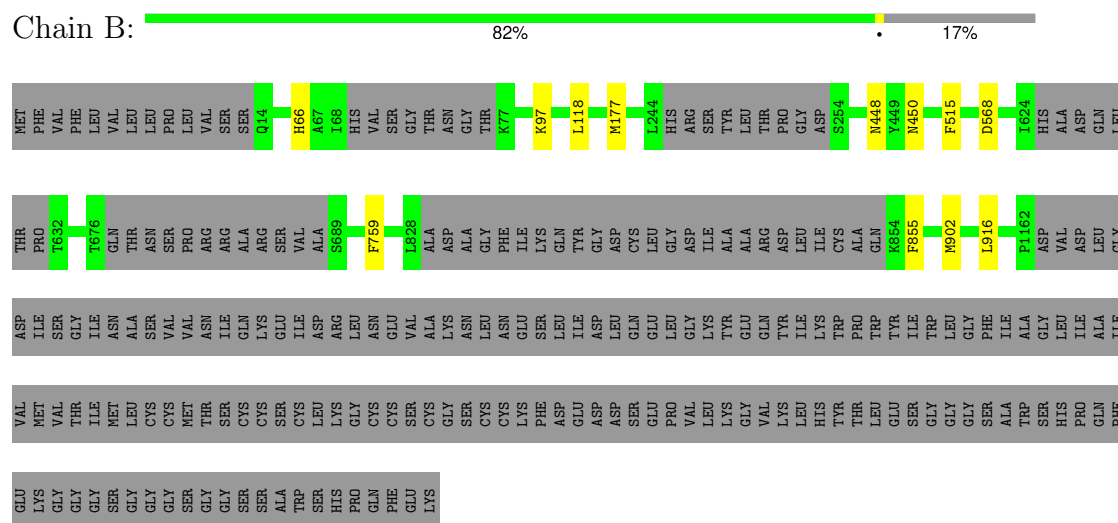 Chain B:
82% • 17%
MET PHE VAL PHE LEU VAL LEU LEU PRO LEU VAL SER SER Q14 H66 A67 I68 HIS VAL SER GLY THR ASN GLY THR K77 K97 L118 M177 L244 HIS ARG SER TYR LEU THR PRO GLY ASP S254 N448 Y449 N450 F515 D568 I624 HIS ALA ASP GLN LEU
THR PRO T632 T676 GLN THR ASN SER PRO ARG ARG ALA ARG SER VAL ALA S689 F759 L828 ALA ASP ALA GLY PHE ILE LYS GLN TYR GLY ASP CYS LEU GLY ASP ILE ALA ALA ARG ASP LEU ILE CYS ALA GLN K854 F855 M902 L916 P1162 ASP VAL ASP LEU GLY
ASP ILE SER GLY ILE ASN ALA SER VAL VAL ASN ILE GLN LYS GLU ILE ASP ARG LEU ASN GLU VAL ALA LYS ASN LEU ASN GLU SER LEU ILE ASP LEU GLN GLU LEU GLY LYS TYR GLU GLN TYR ILE LYS TRP PRO TRP TYR ILE TRP LEU GLY PHE ILE ALA GLY LEU ILE ALA ILE
VAL MET VAL THR ILE MET LEU CYS CYS MET THR SER CYS CYS SER CYS LEU LYS GLY CYS CYS SER CYS GLY SER CYS CYS LYS PHE ASP GLU ASP ASP SER GLU PRO VAL LEU LYS GLY VAL LYS LEU HIS TYR THR LEU GLU SER GLY GLY GLY SER ALA TRP SER HIS PRO GLN PHE
GLU LYS GLY GLY GLY SER GLY GLY GLY SER GLY GLY SER SER ALA TRP SER HIS PRO GLN PHE GLU LYS